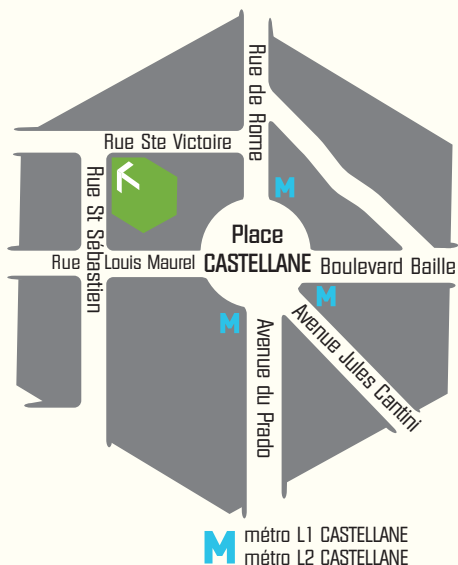 Rue de Rome
Rue Ste Victoire
M
Rue St Sébastien
Place
CASTELLANE
Rue Louis Maurel
Boulevard Baille
M
M
Avenue Jules Cantini
Avenue du Prado
M métro L1 CASTELLANE
métro L2 CASTELLANE